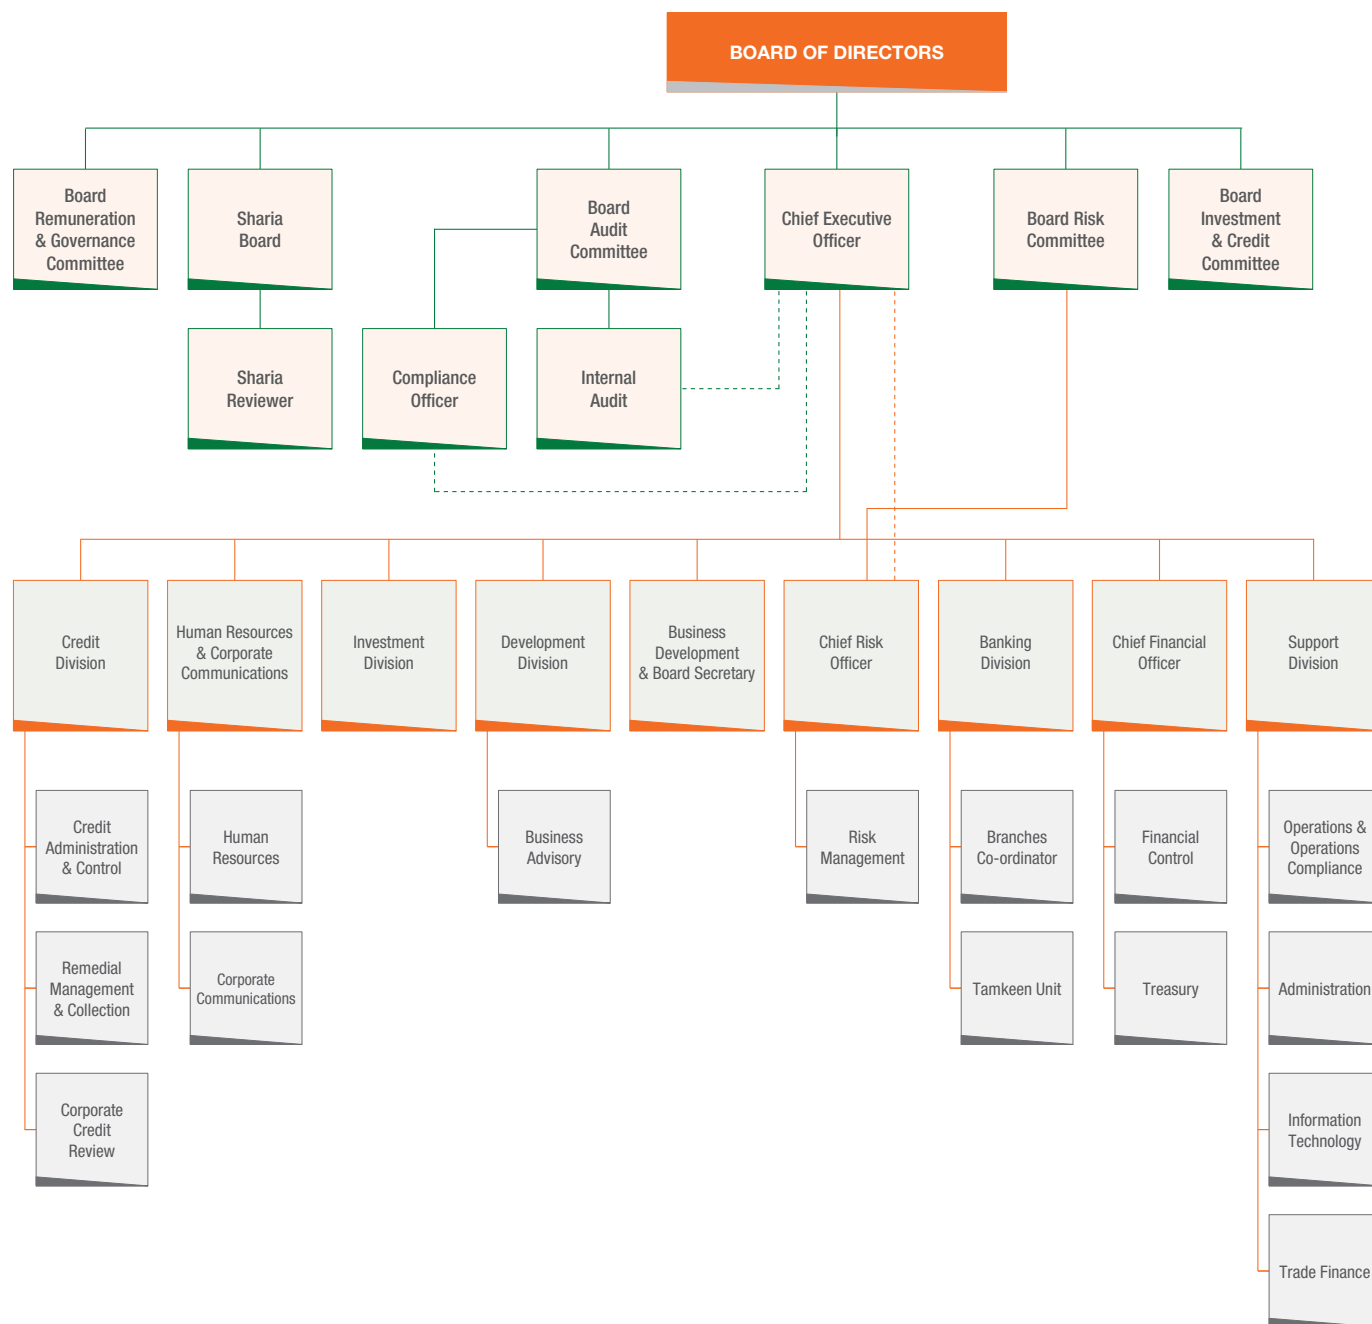 BOARD OF DIRECTORS
Board
Remuneration
& Governance
Committee
Sharia
Board
Board
Audit
Committee
Chief Executive
Officer
Board Risk
Committee
Board
Investment
& Credit
Committee
Sharia
Reviewer
Compliance
Officer
Internal
Audit
Credit
Division
Human Resources
& Corporate
Communications
Investment
Division
Development
Division
Business
Development
& Board Secretary
Chief Risk
Officer
Banking
Division
Chief Financial
Officer
Support
Division
Credit
Administration
& Control
Human
Resources
Business
Advisory
Risk
Management
Branches
Co-ordinator
Financial
Control
Operations &
Operations
Compliance
Remedial
Management
& Collection
Corporate
Communications
Tamkeen Unit
Treasury
Administration
Corporate
Credit
Review
Information
Technology
Trade Finance